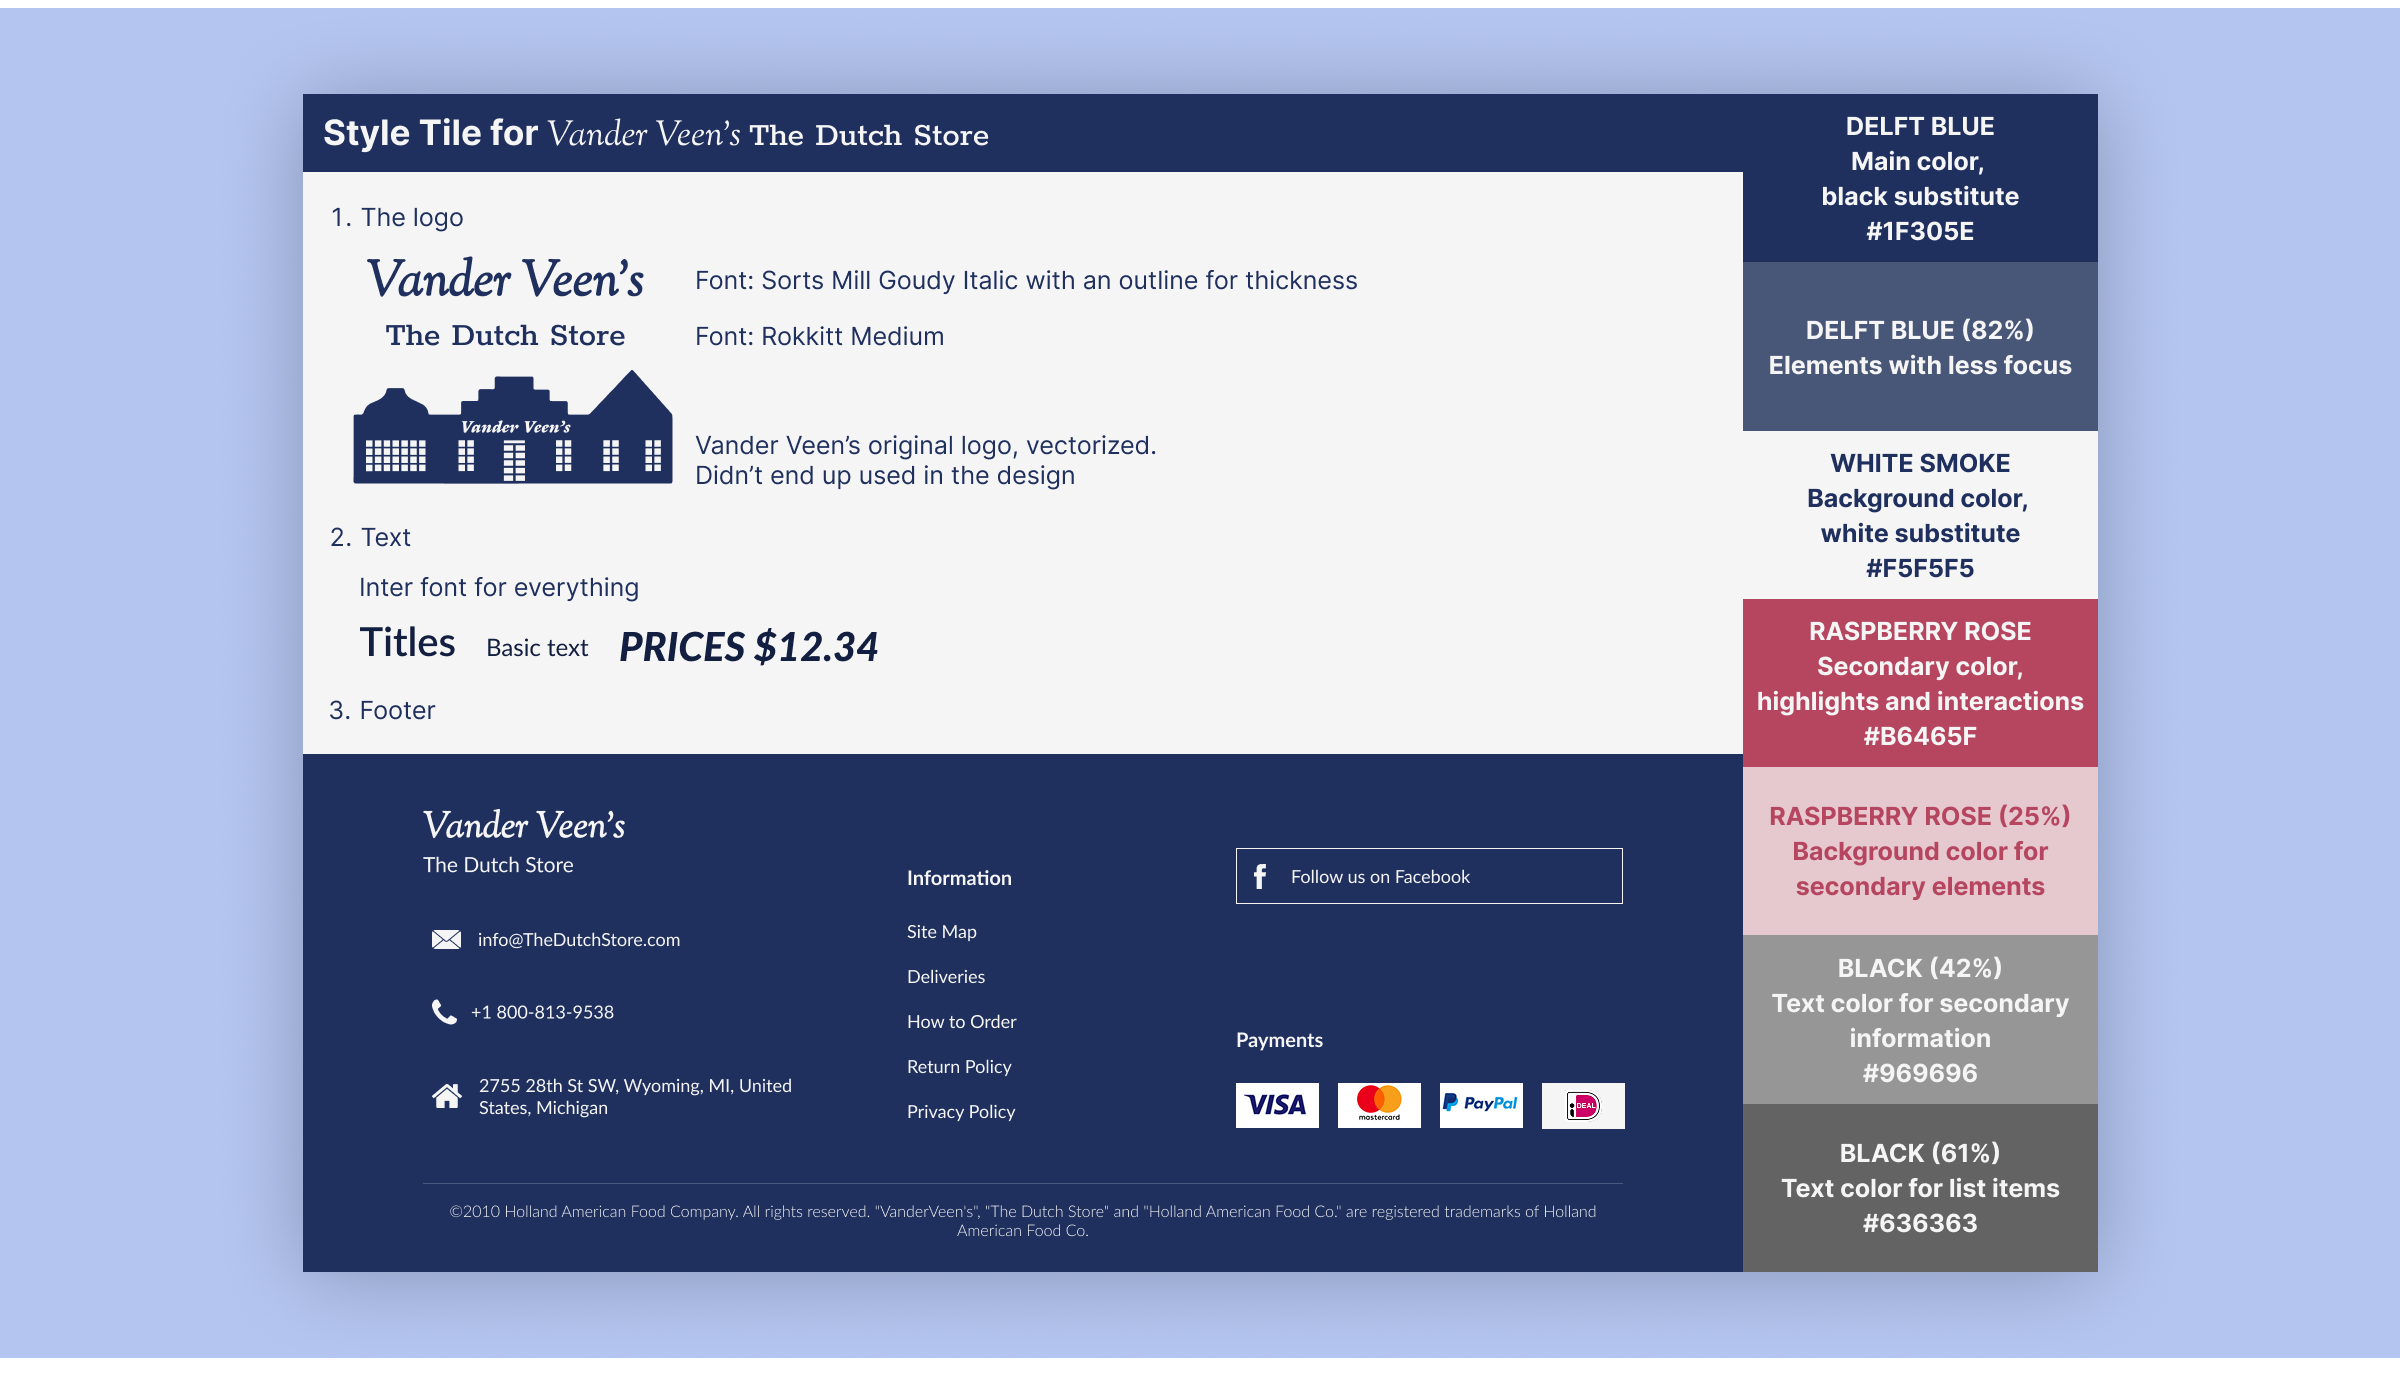 Style Tile for Vander Veen’s The Dutch Store
1. The logo
Vander Veen’s
Font: Sorts Mill Goudy Italic with an outline for thickness
The Dutch Store
Font: Rokkitt Medium
Vander Veen’s
Vander Veen’s original logo, vectorized.
Didn’t end up used in the design
2. Text
Inter font for everything
Titles Basic text PRICES $12.34
3. Footer
Vander Veen’s
The Dutch Store
info@TheDutchStore.com
+1 800-813-9538
2755 28th St SW, Wyoming, MI, United
States, Michigan
Information
Site Map
Deliveries
How to Order
Return Policy
Privacy Policy
Follow us on Facebook
Payments
VISA
mastercard
PayPal
iDEAL
©2010 Holland American Food Company. All rights reserved. "VanderVeen's", "The Dutch Store" and "Holland American Food Co." are registered trademarks of Holland
American Food Co.
DELFT BLUE
Main color,
black substitute
#1F305E
DELFT BLUE (82%)
Elements with less focus
WHITE SMOKE
Background color,
white substitute
#F5F5F5
RASPBERRY ROSE
Secondary color,
highlights and interactions
#B6465F
RASPBERRY ROSE (25%)
Background color for
secondary elements
BLACK (42%)
Text color for secondary
information
#969696
BLACK (61%)
Text color for list items
#636363